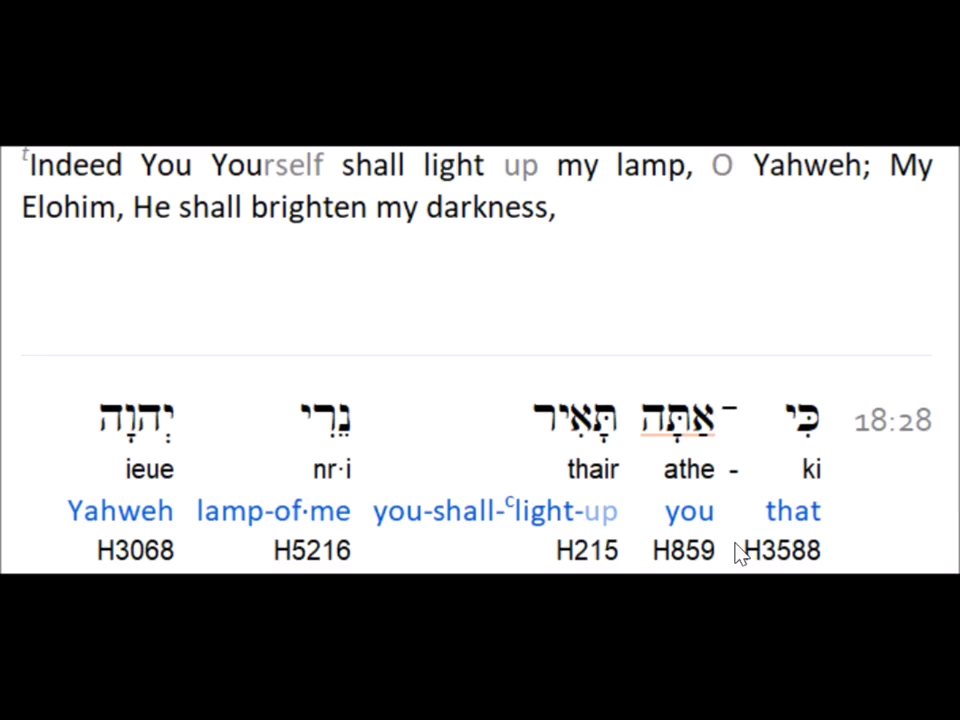 tIndeed You Yourself shall light up my lamp, O Yahweh; My
Elohim, He shall brighten my darkness,
18:28 כִּי ־ אַתָּה תָּאִיר נֵרִי יְהוָה
ieue nr·i thair athe - ki
Yahweh lamp-of·me you-shall-clight-up you that
H3068 H5216 H215 H859 H3588